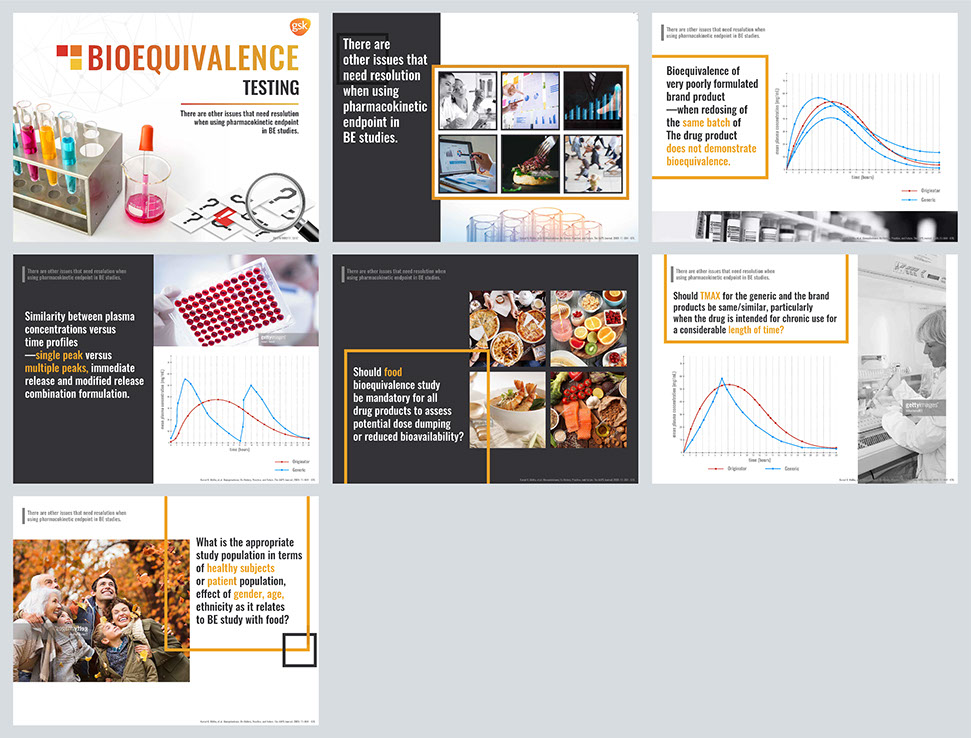 gsk
BIOEQUIVALENCE
TESTING
There are other issues that need resolution
when using pharmacokinetic endpoint
in BE studies.
There are
other issues that
need resolution
when using
pharmacokinetic
endpoint in
BE studies.
There are other issues that need resolution when
using pharmacokinetic endpoint in BE studies.
Bioequivalence of
very poorly formulated
brand product
—when redosing of
the same batch of
The drug product
does not demonstrate
bioequivalence.
mean plasma concentration (mg/mL)
time (hours)
Originator
Generic
There are other issues that need resolution when
using pharmacokinetic endpoint in BE studies.
Similarity between plasma
concentrations versus
time profiles
—single peak versus
multiple peaks, immediate
release and modified release
combination formulation.
gettyimages
mean plasma concentration (mg/mL)
time (hours)
Originator
Generic
There are other issues that need resolution when
using pharmacokinetic endpoint in BE studies.
Should food
bioequivalence study
be mandatory for all
drug products to assess
potential dose dumping
or reduced bioavailability?
There are other issues that need resolution when
using pharmacokinetic endpoint in BE studies.
Should TMAX for the generic and the brand
products be same/similar, particularly
when the drug is intended for chronic use for
a considerable length of time?
mean plasma concentration (mg/mL)
time (hours)
Originator
Generic
gettyimages
There are other issues that need resolution when
using pharmacokinetic endpoint in BE studies.
What is the appropriate
study population in terms
of healthy subjects
or patient population,
effect of gender, age,
ethnicity as it relates
to BE study with food?